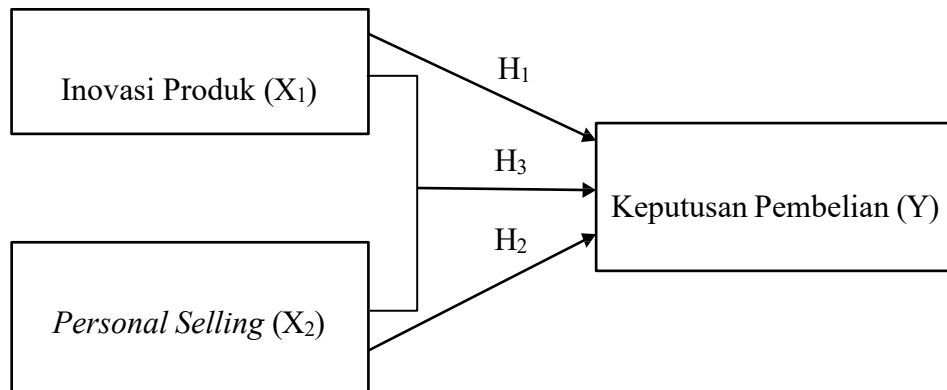 Inovasi Produk (X₁)
H₁
H₃
Keputusan Pembelian (Y)
H₂
Personal Selling (X₂)